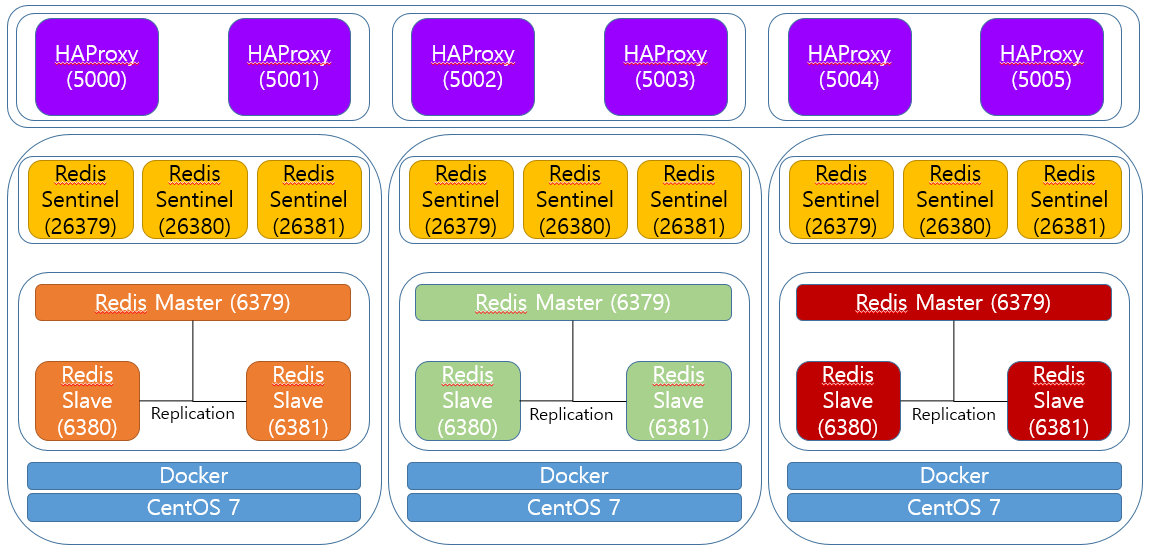 HAProxy
(5000)
HAProxy
(5001)
HAProxy
(5002)
HAProxy
(5003)
HAProxy
(5004)
HAProxy
(5005)
Redis
Sentinel
(26379)
Redis
Sentinel
(26380)
Redis
Sentinel
(26381)
Redis
Sentinel
(26379)
Redis
Sentinel
(26380)
Redis
Sentinel
(26381)
Redis
Sentinel
(26379)
Redis
Sentinel
(26380)
Redis
Sentinel
(26381)
Redis Master (6379)
Redis
Slave
(6380)
Replication
Redis
Slave
(6381)
Redis Master (6379)
Redis
Slave
(6380)
Replication
Redis
Slave
(6381)
Redis Master (6379)
Redis
Slave
(6380)
Replication
Redis
Slave
(6381)
Docker
CentOS 7
Docker
CentOS 7
Docker
CentOS 7